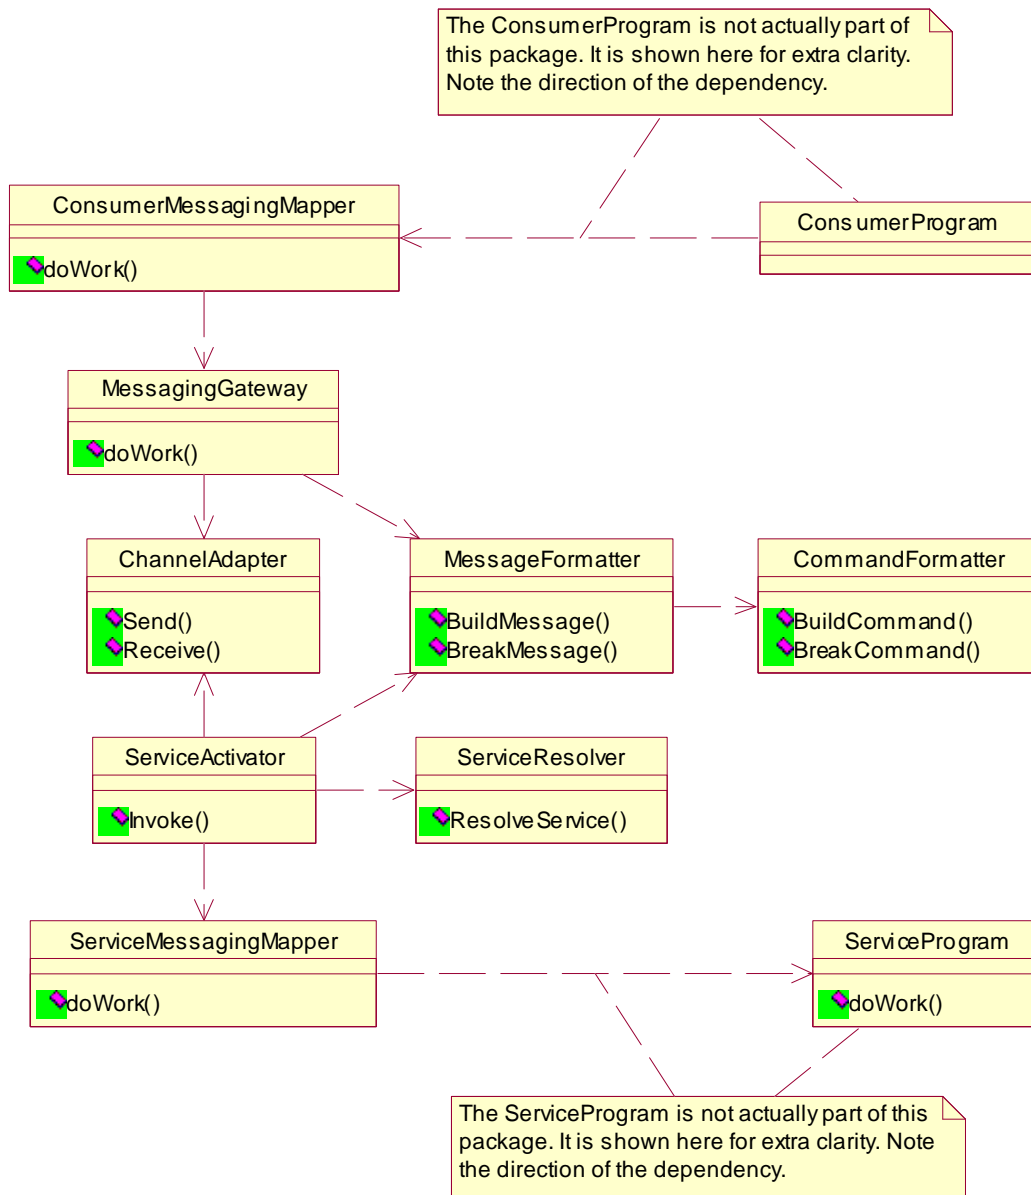 The ConsumerProgram is not actually part of
this package. It is shown here for extra clarity.
Note the direction of the dependency.
ConsumerMessagingMapper
doWork()
ConsumerProgram
MessagingGateway
doWork()
ChannelAdapter
Send()
Receive()
MessageFormatter
BuildMessage()
BreakMessage()
CommandFormatter
BuildCommand()
BreakCommand()
ServiceActivator
Invoke()
ServiceResolver
ResolveService()
ServiceMessagingMapper
doWork()
ServiceProgram
doWork()
The ServiceProgram is not actually part of this
package. It is shown here for extra clarity. Note
the direction of the dependency.